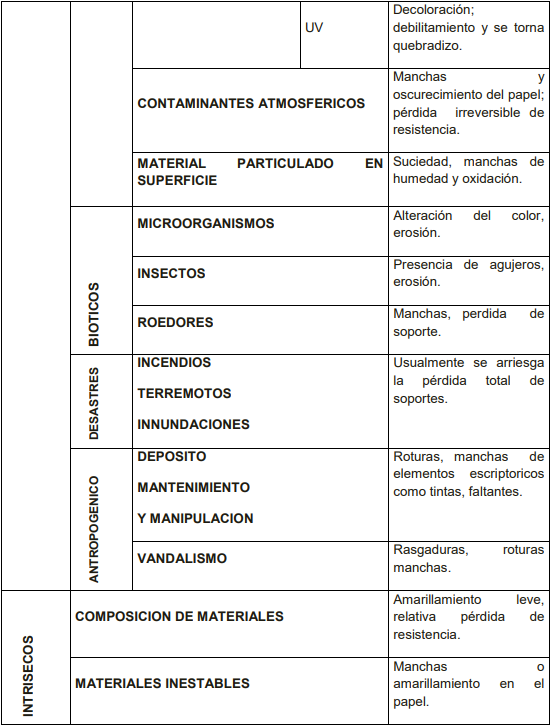 UV
Decoloración;
debilitamiento y se torna
quebradizo.
CONTAMINANTES ATMOSFERICOS
Manchas y
oscurecimiento del papel;
pérdida irreversible de
resistencia.
MATERIAL PARTICULADO EN
SUPERFICIE
Suciedad, manchas de
humedad y oxidación.
BIOTICOS
MICROORGANISMOS
Alteración del color,
erosión.
INSECTOS
Presencia de agujeros,
erosión.
ROEDORES
Manchas, perdida de
soporte.
DESASTRES
INCENDIOS
TERREMOTOS
INNUNDACIONES
Usualmente se arriesga
la pérdida total de
soportes.
ANTROPOGENICO
DEPOSITO
MANTENIMIENTO
Y MANIPULACION
Roturas, manchas de
elementos escriptoricos
como tintas, faltantes.
VANDALISMO
Rasgaduras, roturas
manchas.
INTRISECOS
COMPOSICION DE MATERIALES
Amarillamiento leve,
relativa pérdida de
resistencia.
MATERIALES INESTABLES
Manchas o
amarillamiento en el
papel.